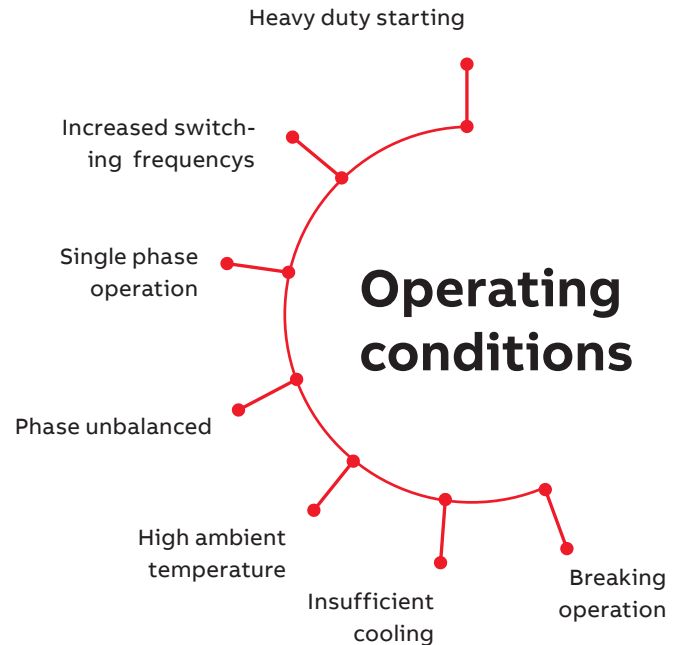 Heavy duty starting
Increased switch-
ing frequencys
Single phase
operation
Operating
conditions
Phase unbalanced
High ambient
temperature
Insufficient
cooling
Breaking
operation